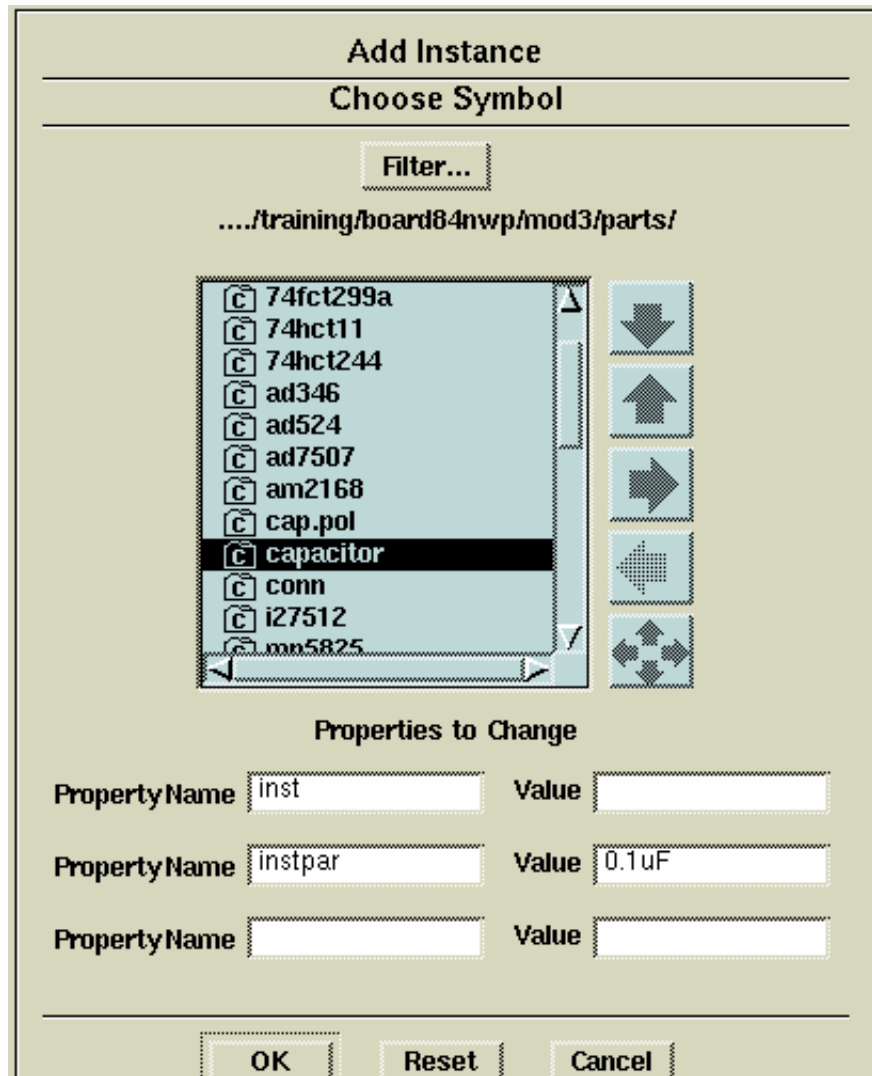 Add Instance
Choose Symbol
Filter...
..../training/board84nwp/mod3/parts/
C 74fct299a
C 74hct11
C 74hct244
C ad346
C ad524
C ad7507
C am2168
C cap.pol
C capacitor
C conn
C i27512
C mn5825
Properties to Change
Property Name inst Value
Property Name instpar Value 0.1uF
Property Name Value
OK Reset Cancel